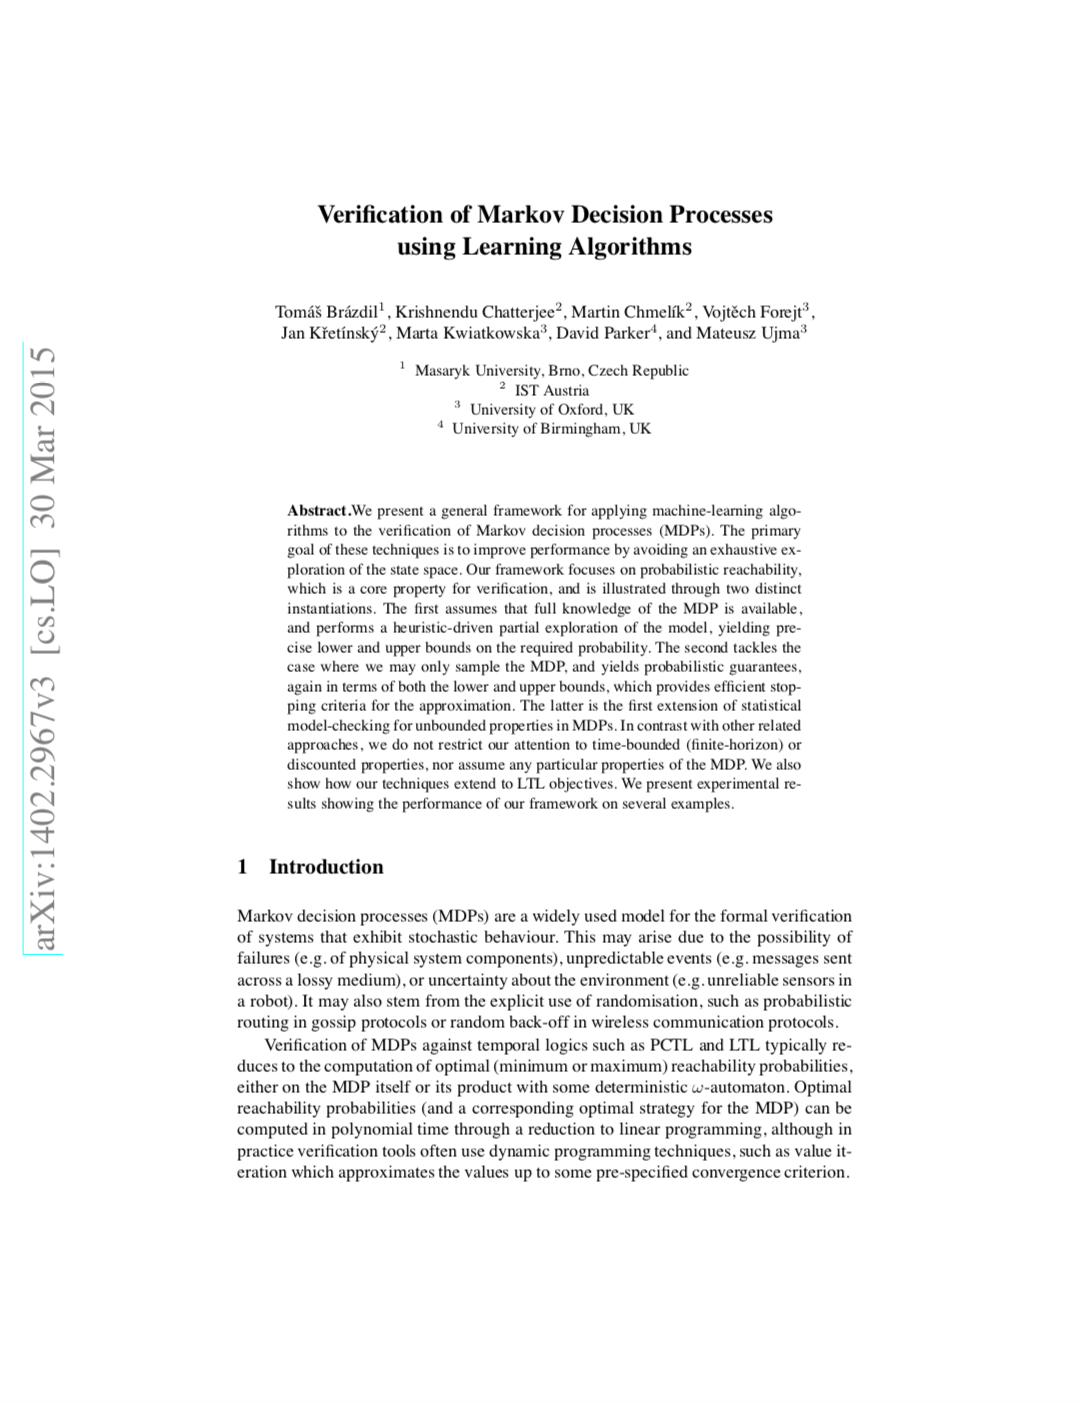 Verification of Markov Decision Processes
using Learning Algorithms
Tomáš Brázdil¹, Krishnendu Chatterjee², Martin Chmelík², Vojtěch Forejt³,
Jan Křetínský², Marta Kwiatkowska³, David Parker⁴, and Mateusz Ujma³
¹ Masaryk University, Brno, Czech Republic
² IST Austria
³ University of Oxford, UK
⁴ University of Birmingham, UK
arXiv:1402.2967v3 [cs.LO] 30 Mar 2015
Abstract.We present a general framework for applying machine-learning algo-
rithms to the verification of Markov decision processes (MDPs). The primary
goal of these techniques is to improve performance by avoiding an exhaustive ex-
ploration of the state space. Our framework focuses on probabilistic reachability,
which is a core property for verification, and is illustrated through two distinct
instantiations. The first assumes that full knowledge of the MDP is available,
and performs a heuristic-driven partial exploration of the model, yielding pre-
cise lower and upper bounds on the required probability. The second tackles the
case where we may only sample the MDP, and yields probabilistic guarantees,
again in terms of both the lower and upper bounds, which provides efficient stop-
ping criteria for the approximation. The latter is the first extension of statistical
model-checking for unbounded properties in MDPs. In contrast with other related
approaches, we do not restrict our attention to time-bounded (finite-horizon) or
discounted properties, nor assume any particular properties of the MDP. We also
show how our techniques extend to LTL objectives. We present experimental re-
sults showing the performance of our framework on several examples.
1 Introduction
Markov decision processes (MDPs) are a widely used model for the formal verification
of systems that exhibit stochastic behaviour. This may arise due to the possibility of
failures (e.g. of physical system components), unpredictable events (e.g. messages sent
across a lossy medium), or uncertainty about the environment (e.g. unreliable sensors in
a robot). It may also stem from the explicit use of randomisation, such as probabilistic
routing in gossip protocols or random back-off in wireless communication protocols.
Verification of MDPs against temporal logics such as PCTL and LTL typically re-
duces to the computation of optimal (minimum or maximum) reachability probabilities,
either on the MDP itself or its product with some deterministic ω-automaton. Optimal
reachability probabilities (and a corresponding optimal strategy for the MDP) can be
computed in polynomial time through a reduction to linear programming, although in
practice verification tools often use dynamic programming techniques, such as value it-
eration which approximates the values up to some pre-specified convergence criterion.